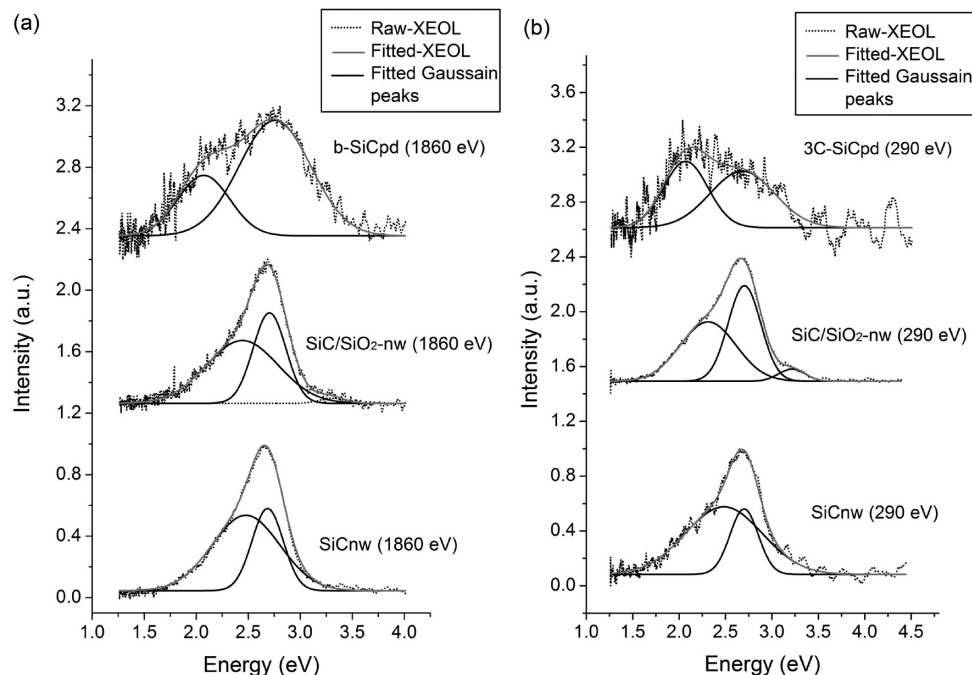 (a)
Raw-XEOL
Fitted-XEOL
Fitted Gaussain
peaks
b-SiCpd (1860 eV)
SiC/SiO₂-nw (1860 eV)
SiCnw (1860 eV)
3.2
2.8
2.4
2.0
1.6
1.2
0.8
0.4
0.0
Intensity (a.u.)
1.0 1.5 2.0 2.5 3.0 3.5 4.0
Energy (eV)
(b)
Raw-XEOL
Fitted-XEOL
Fitted Gaussain
peaks
3C-SiCpd (290 eV)
SiC/SiO₂-nw (290 eV)
SiCnw (290 eV)
3.6
3.2
2.8
2.4
2.0
1.6
1.2
0.8
0.4
0.0
Intensity (a.u.)
1.0 1.5 2.0 2.5 3.0 3.5 4.0 4.5
Energy (eV)